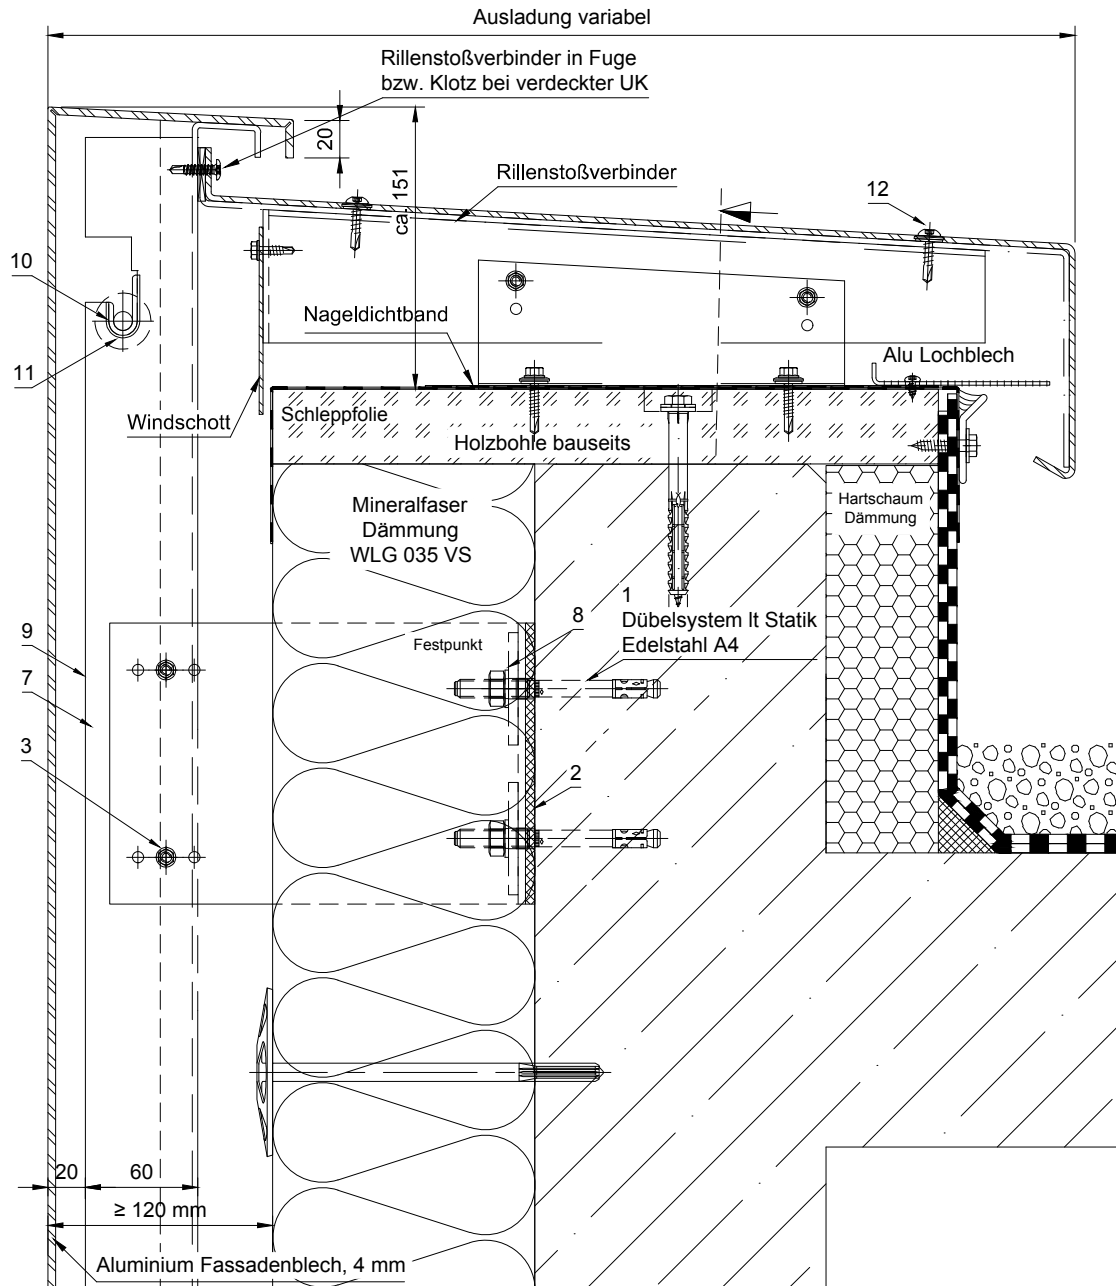 Ausladung variabel
Rillenstoßverbinder in Fuge
bzw. Klotz bei verdeckter UK
20
ca. 151
Rillenstoßverbinder
12
10
11
Nageldichtband
Alu Lochblech
Windschott
Schleppfolie
Holzbohle bauseits
Mineralfaser
Dämmung
WLG 035 VS
Hartschaum
Dämmung
1
Dübelsystem lt Statik
Edelstahl A4
8
Festpunkt
9
7
3
2
20
60
≥ 120 mm
Aluminium Fassadenblech, 4 mm